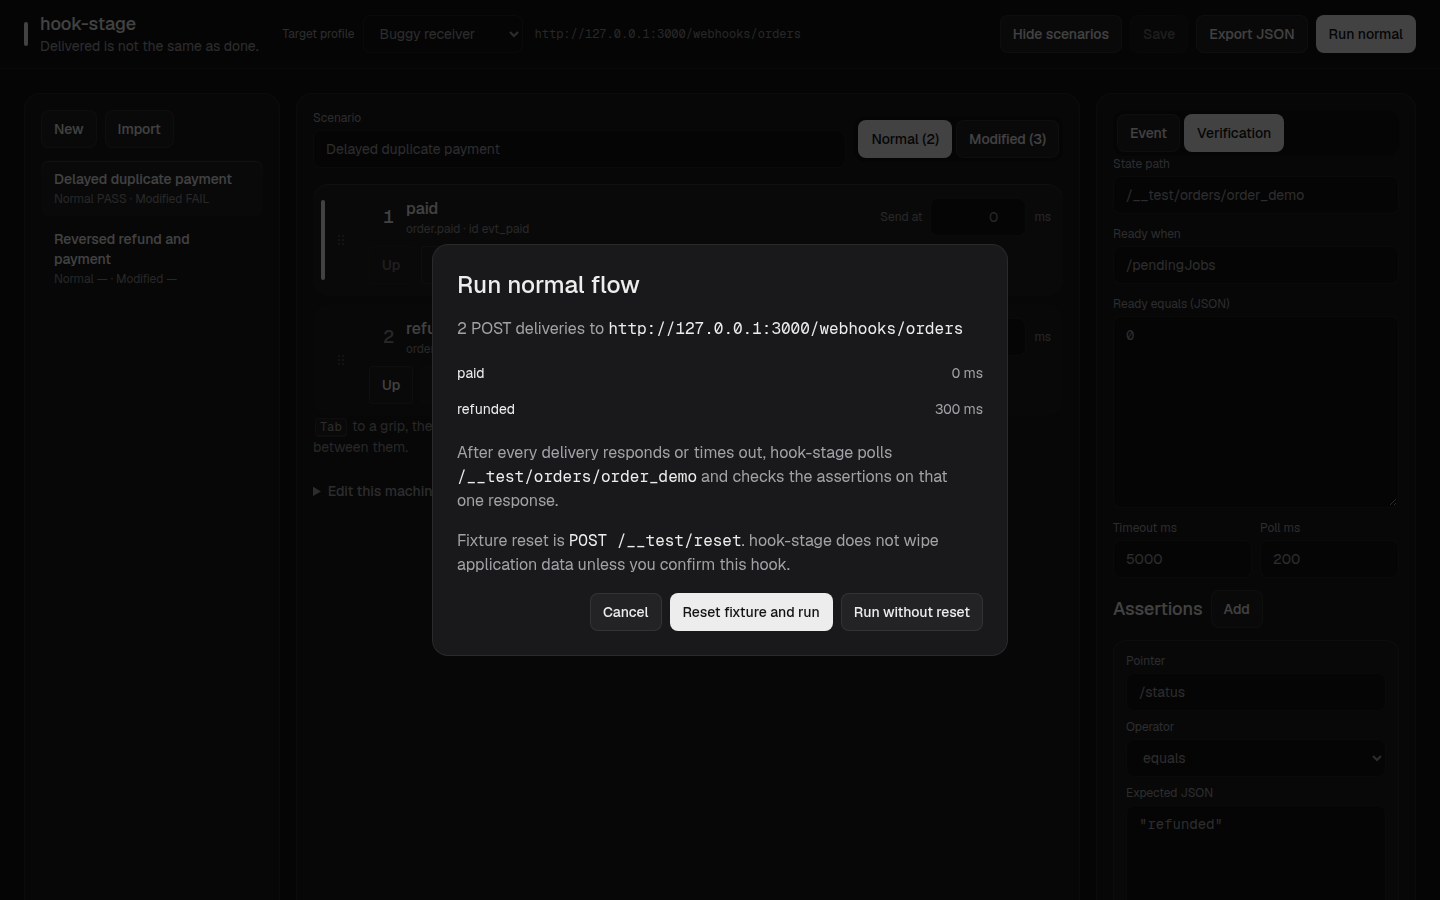 hook-stage
Delivered is not the same as done.
Target profile
Buggy receiver
http://127.0.0.1:3000/webhooks/orders
Hide scenarios
Save
Export JSON
Run normal
New
Import
Delayed duplicate payment
Normal PASS · Modified FAIL
Reversed refund and
payment
Normal — · Modified —
Scenario
Delayed duplicate payment
Normal (2)
Modified (3)
1
paid
order.paid · id evt_paid
Send at
0
ms
Up
2
refu
order
ms
Up
Tab to a grip, the
between them.
Edit this machin
Run normal flow
2 POST deliveries to http://127.0.0.1:3000/webhooks/orders
paid
0 ms
refunded
300 ms
After every delivery responds or times out, hook-stage polls
/__test/orders/order_demo and checks the assertions on that
one response.
Fixture reset is POST /__test/reset. hook-stage does not wipe
application data unless you confirm this hook.
Cancel
Reset fixture and run
Run without reset
Event
Verification
State path
/__test/orders/order_demo
Ready when
/pendingJobs
Ready equals (JSON)
0
Timeout ms
Poll ms
5000
200
Assertions
Add
Pointer
/status
Operator
equals
Expected JSON
"refunded"